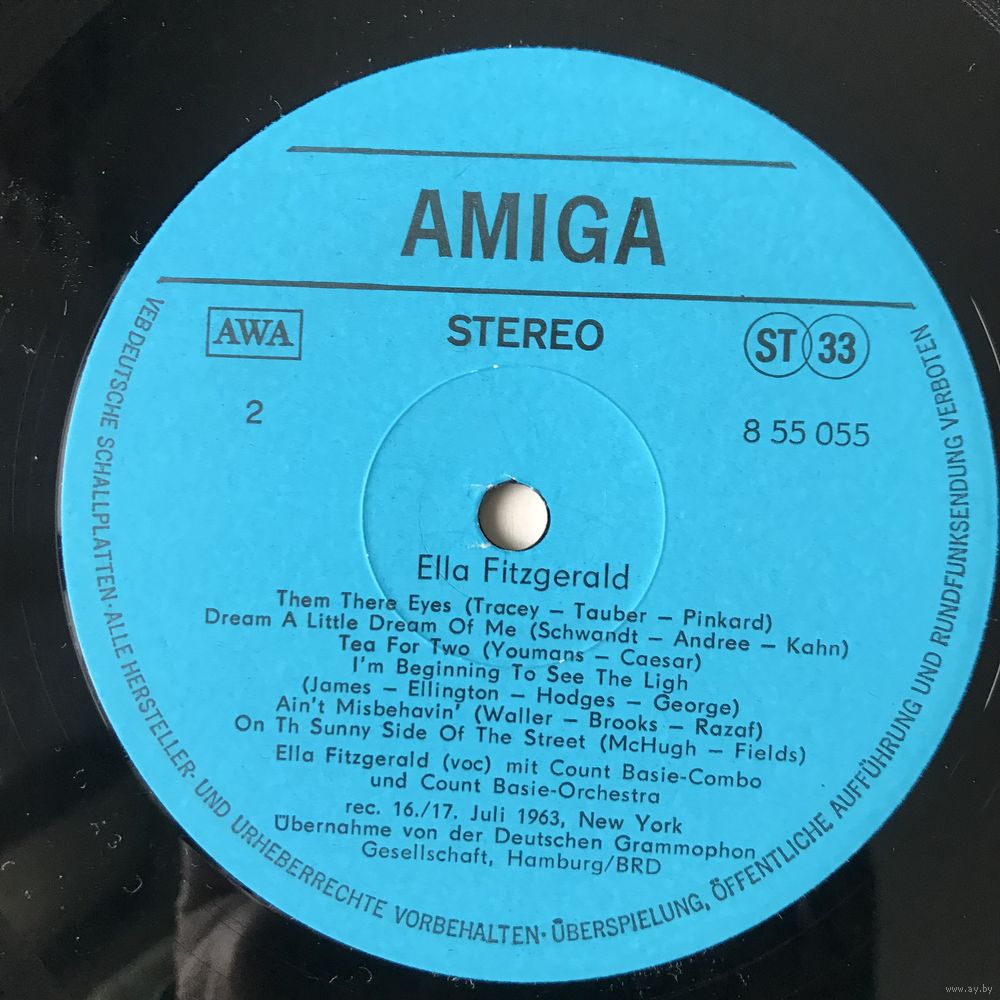 AMIGA
AWA
STEREO
ST 33
2
8 55 055
Ella Fitzgerald
Them There Eyes (Tracey – Tauber – Pinkard)
Dream A Little Dream Of Me (Schwandt – Andree – Kahn)
Tea For Two (Youmans – Caesar)
I'm Beginning To See The Ligh
(James – Ellington – Hodges – George)
Ain't Misbehavin' (Waller – Brooks – Razaf)
On Th Sunny Side Of The Street (McHugh – Fields)
Ella Fitzgerald (voc) mit Count Basie-Combo
und Count Basie-Orchestra
rec. 16./17. Juli 1963, New York
Übernahme von der Deutschen Grammophon
Gesellschaft, Hamburg/BRD
VEB DEUTSCHE SCHALLPLATTEN · ALLE HERSTELLER- UND URHEBERRECHTE VORBEHALTEN · ÜBERSPIELUNG, ÖFFENTLICHE AUFFÜHRUNG UND RUNDFUNKSENDUNG VERBOTEN
www.ay.by